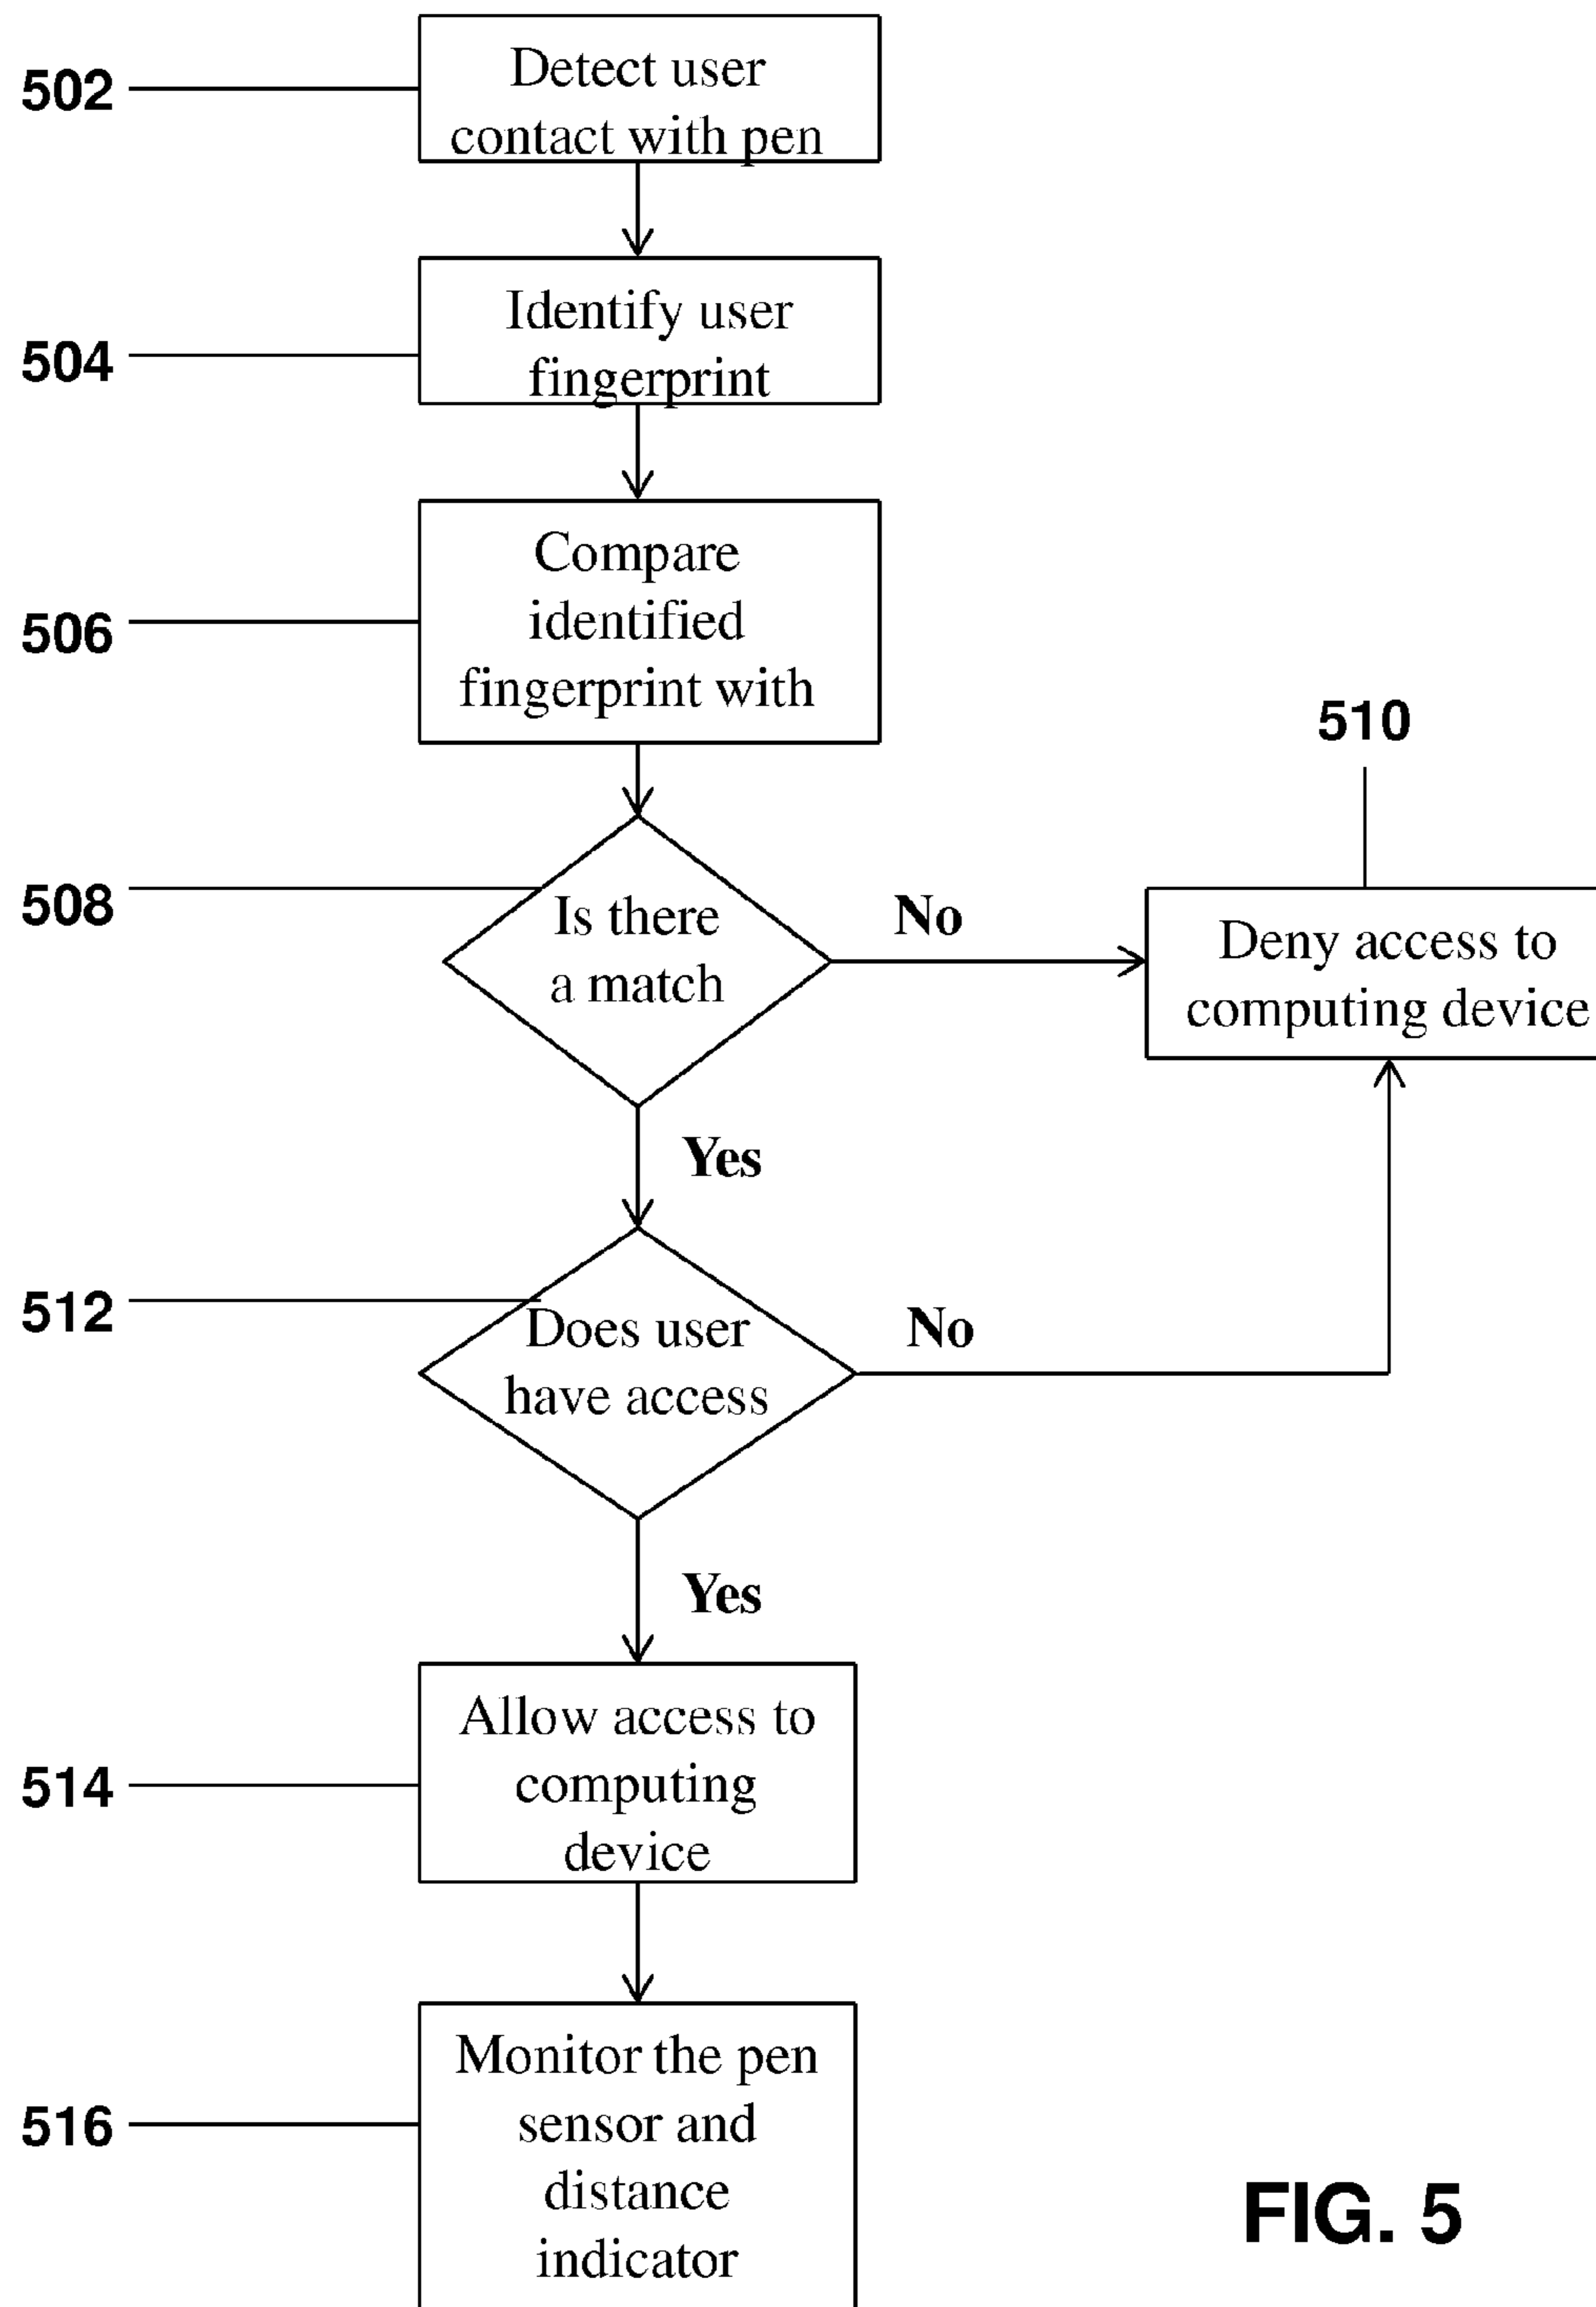 502
Detect user
contact with pen
504
Identify user
fingerprint
506
Compare
identified
fingerprint with
508
Is there
a match
No
510
Deny access to
computing device
Yes
512
Does user
have access
No
Yes
514
Allow access to
computing
device
516
Monitor the pen
sensor and
distance
indicator
FIG. 5